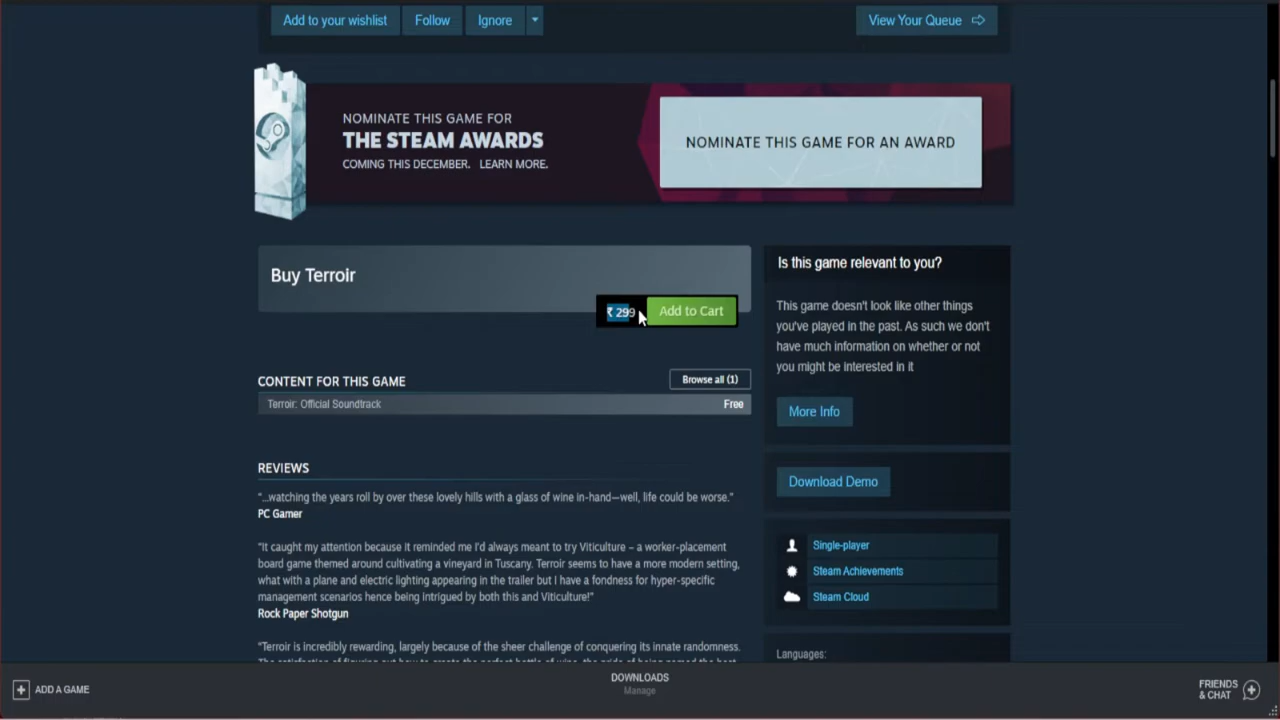 Add to your wishlist Follow Ignore View Your Queue
NOMINATE THIS GAME FOR
THE STEAM AWARDS
COMING THIS DECEMBER. LEARN MORE.
NOMINATE THIS GAME FOR AN AWARD
Buy Terroir
₹ 299 Add to Cart
CONTENT FOR THIS GAME Browse all (1)
Terroir: Official Soundtrack Free
REVIEWS
“...watching the years roll by over these lovely hills with a glass of wine in-hand—well, life could be worse.”
PC Gamer
“It caught my attention because it reminded me I'd always meant to try Viticulture – a worker-placement
board game themed around cultivating a vineyard in Tuscany. Terroir seems to have a more modern setting,
what with a plane and electric lighting appearing in the trailer but I have a fondness for hyper-specific
management scenarios hence being intrigued by both this and Viticulture!”
Rock Paper Shotgun
“Terroir is incredibly rewarding, largely because of the sheer challenge of conquering its innate randomness.
Is this game relevant to you?
This game doesn't look like other things
you've played in the past. As such we don't
have much information on whether or not
you might be interested in it
More Info
Download Demo
Single-player
Steam Achievements
Steam Cloud
Languages:
ADD A GAME
DOWNLOADS
Manage
FRIENDS
& CHAT